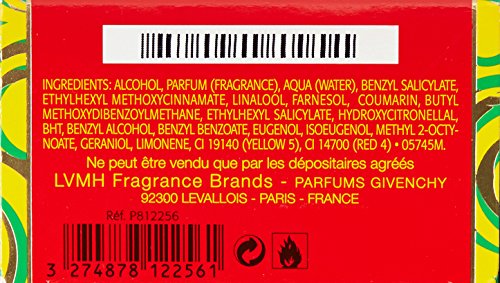 INGREDIENTS: ALCOHOL, PARFUM (FRAGRANCE), AQUA (WATER), BENZYL SALICYLATE,
ETHYLHEXYL METHOXYCINNAMATE, LINALOOL, FARNESOL, COUMARIN, BUTYL
METHOXYDIBENZOYLMETHANE, ETHYLHEXYL SALICYLATE, HYDROXYCITRONELLAL,
BHT, BENZYL ALCOHOL, BENZYL BENZOATE, EUGENOL, ISOEUGENOL, METHYL 2-OCTY-
NOATE, GERANIOL, LIMONENE, CI 19140 (YELLOW 5), CI 14700 (RED 4) • 05745M.
Ne peut être vendu que par les dépositaires agréés
LVMH Fragrance Brands - PARFUMS GIVENCHY
92300 LEVALLOIS - PARIS - FRANCE
Réf. P812256
3 274878 122561